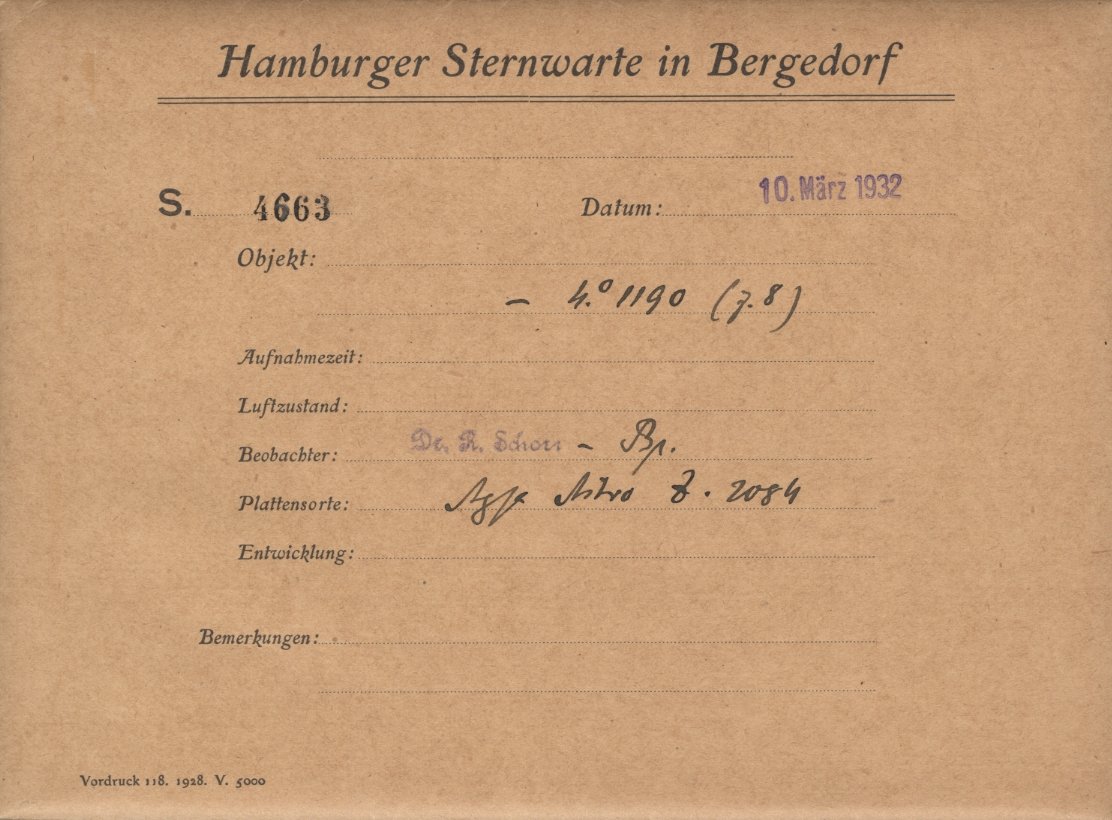 Hamburger Sternwarte in Bergedorf
S. 4663 Datum: 10. März 1932
Objekt:
– 4.° 1190 (7.8)
Aufnahmezeit:
Luftzustand:
Beobachter: Dr. R. Schorr – Bp.
Plattensorte: Agfa Astro Z. 2084
Entwicklung:
Bemerkungen:
Vordruck 118. 1928. V. 5000